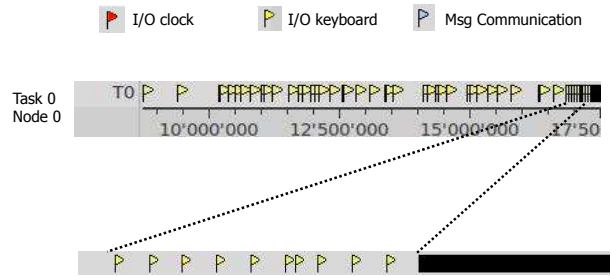 I/O clock I/O keyboard Msg Communication
Task 0 T0
Node 0
10'000'000 12'500'000 15'000'000 17'50